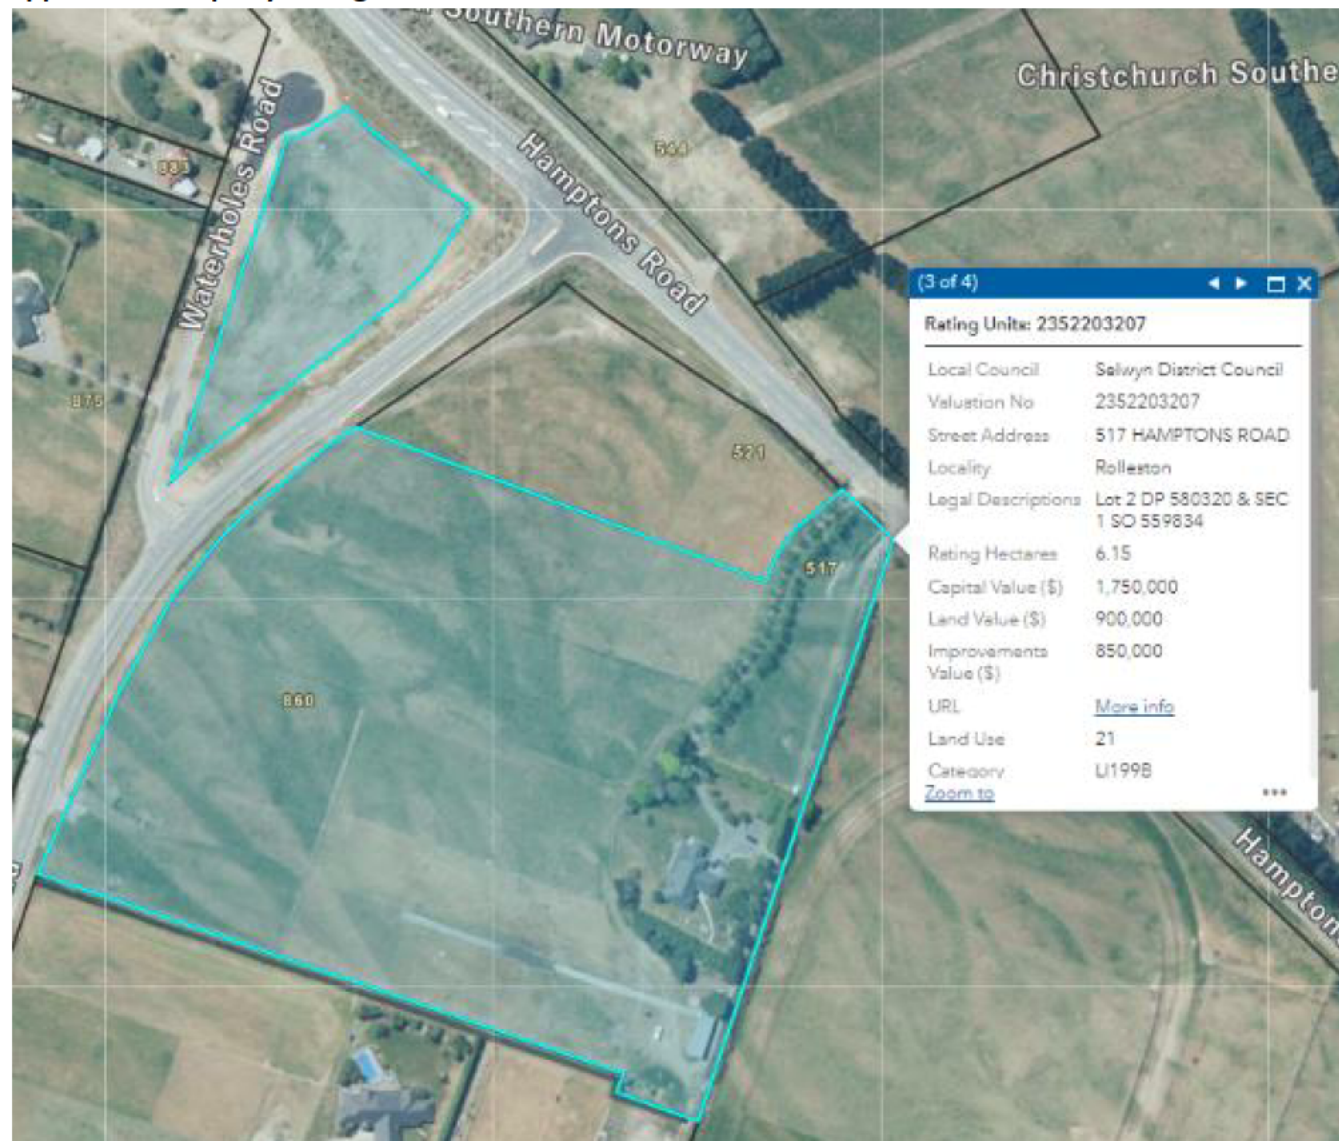 Southern Motorway
Christchurch Southe
Waterholes Road
Hamptons Road
544
883
875
521
517
860
(3 of 4)
Rating Units: 2352203207
Local Council Selwyn District Council
Valuation No 2352203207
Street Address 517 HAMPTONS ROAD
Locality Rolleston
Legal Descriptions Lot 2 DP 580320 & SEC
1 SO 559834
Rating Hectares 6.15
Capital Value ($) 1,750,000
Land Value ($) 900,000
Improvements 850,000
Value ($)
URL More info
Land Use 21
Category LI199B
Zoom to
Hampton